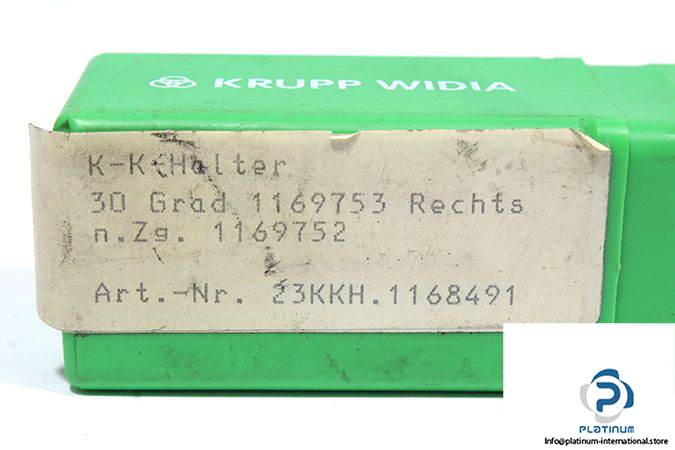 KRUPP WIDIA
K-K-Halter
30 Grad 1169753 Rechts
n.Zg. 1169752
Art.-Nr. 23KKH.1168491
PLATINUM
Info@platinum-international.store